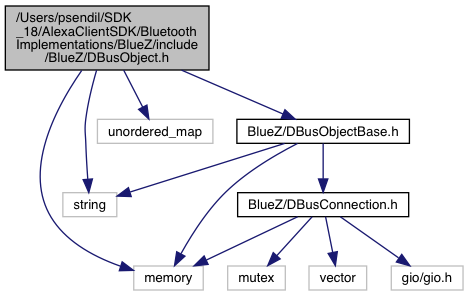 /Users/psendil/SDK
_18/AlexaClientSDK/Bluetooth
Implementations/BlueZ/include
/BlueZ/DBusObject.h
unordered_map
BlueZ/DBusObjectBase.h
string
BlueZ/DBusConnection.h
memory
mutex
vector
gio/gio.h